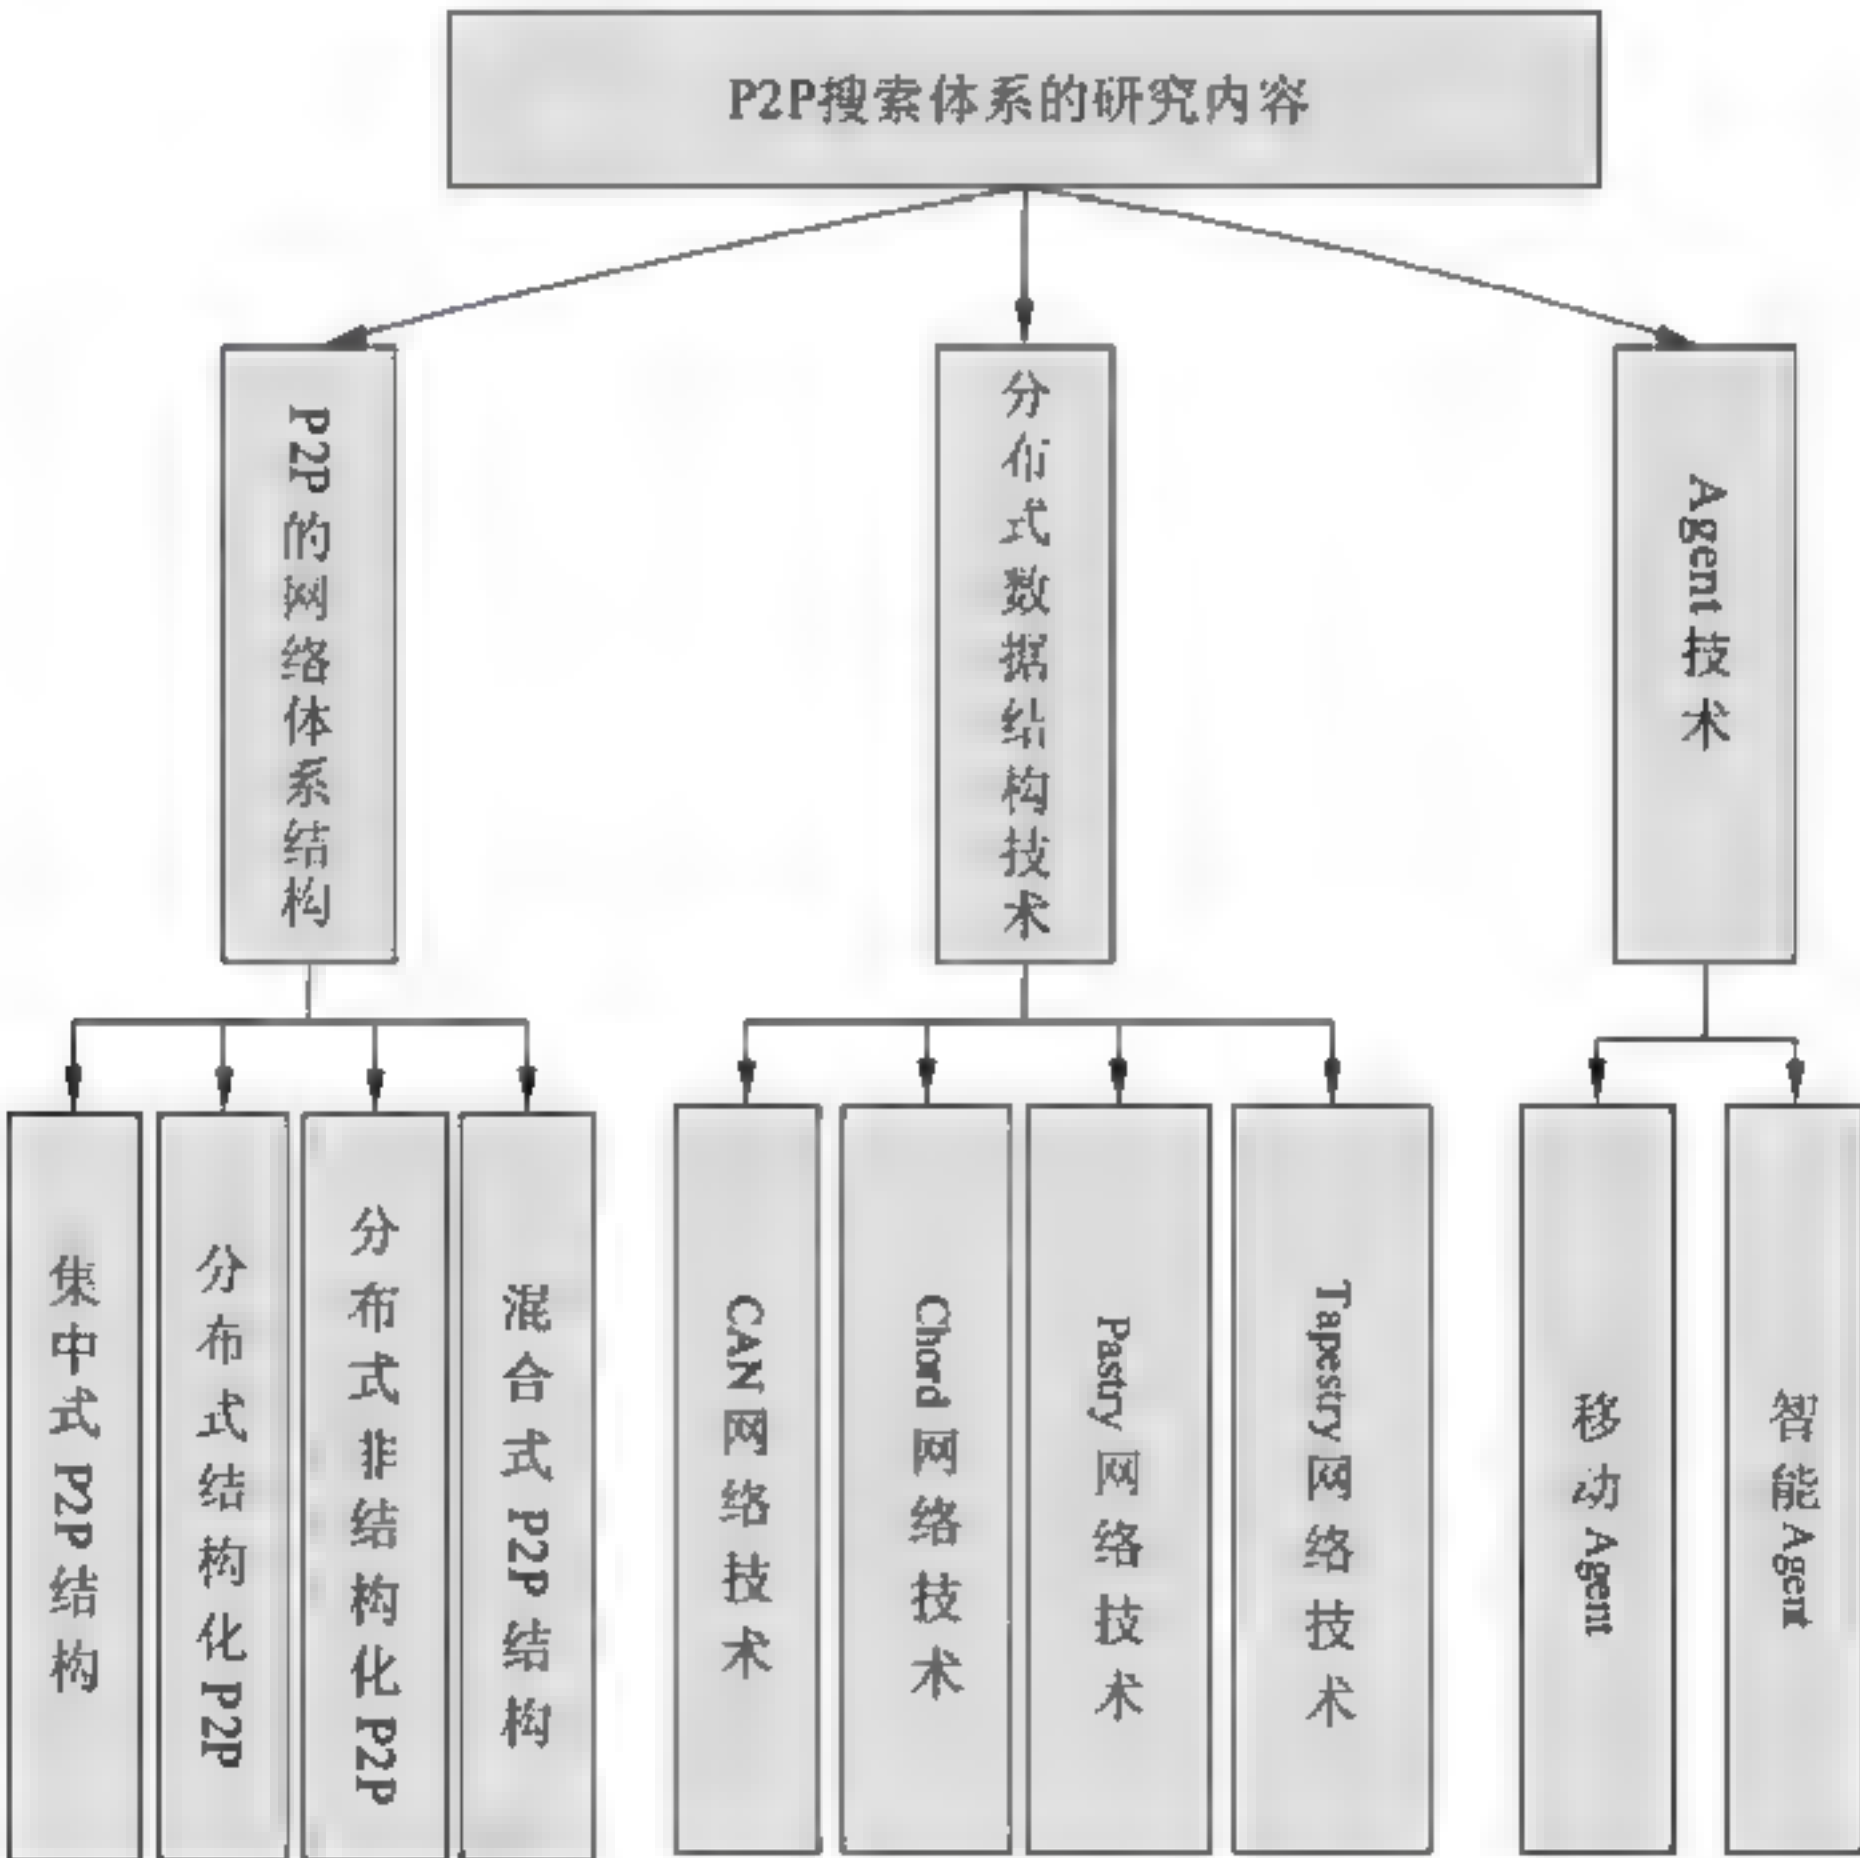 P2P搜索体系的研究内容
P2P的网络体系结构
分布式数据结构技术
Agent技术
集中式P2P结构
分布式结构化P2P
分布式非结构化P2P
混合式P2P结构
CAN网络技术
Chord网络技术
Pastry网络技术
Tapestry网络技术
移动Agent
智能Agent